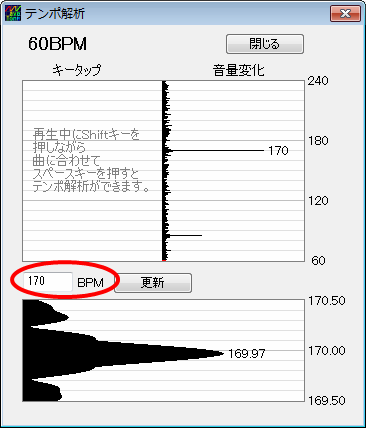 テンポ解析
60BPM
閉じる
キータップ
音量変化
240
再生中にShiftキーを
押しながら
曲に合わせて
スペースキーを押すと
テンポ解析ができます。
180
170
120
60
170 BPM
更新
170.50
170.00
169.97
169.50